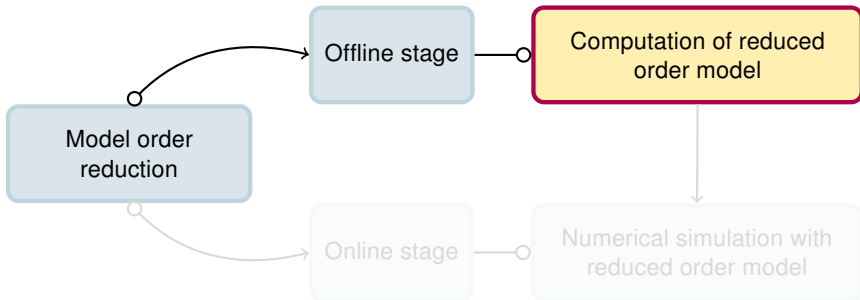 Offline stage
Computation of reduced
order model
Model order
reduction
Online stage
Numerical simulation with
reduced order model